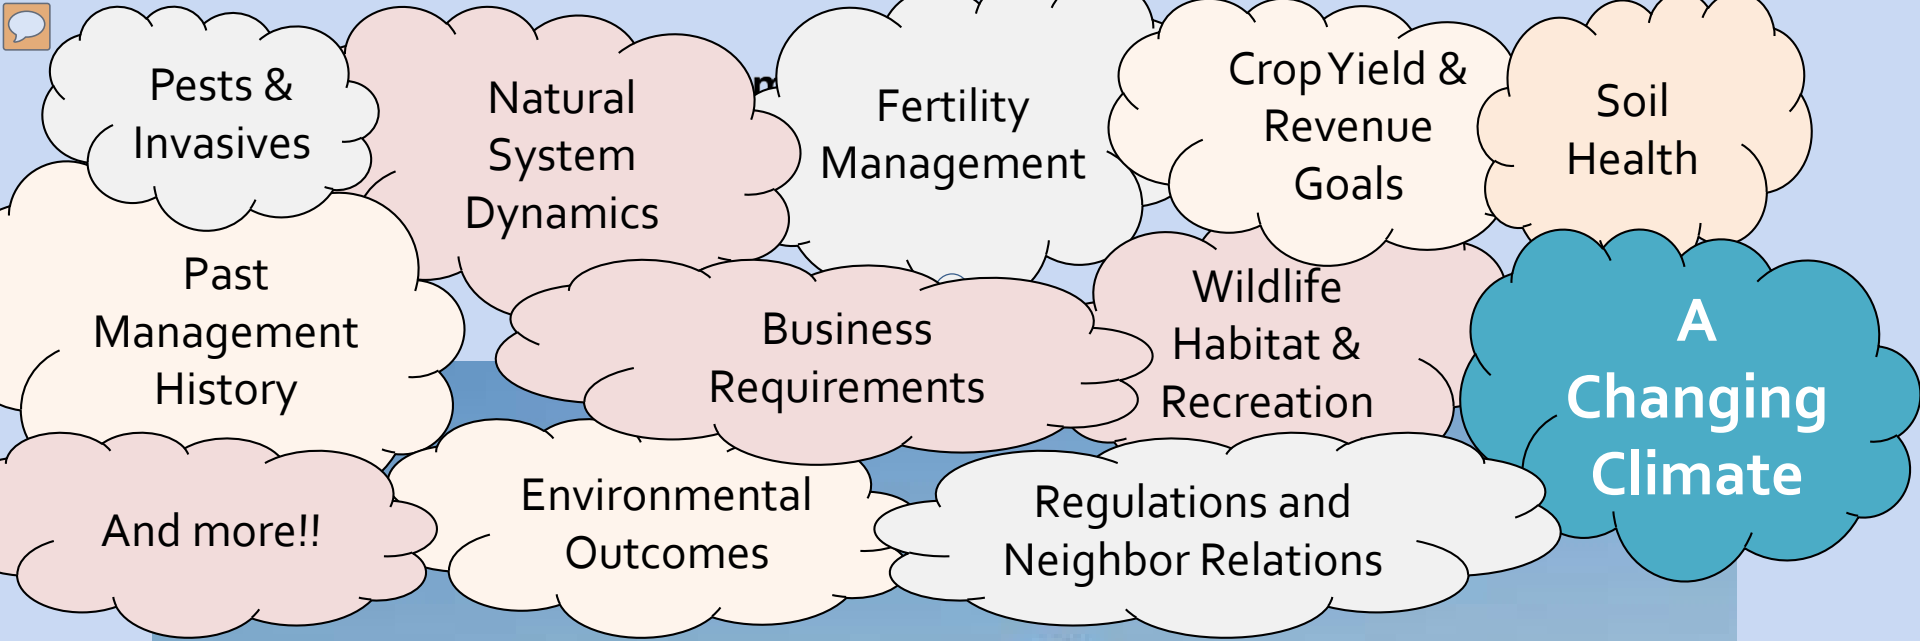 Pests &
Invasives
Natural
System
Dynamics
Fertility
Management
Crop Yield &
Revenue
Goals
Soil
Health
Past
Management
History
Business
Requirements
Wildlife
Habitat &
Recreation
A
Changing
Climate
And more!!
Environmental
Outcomes
Regulations and
Neighbor Relations